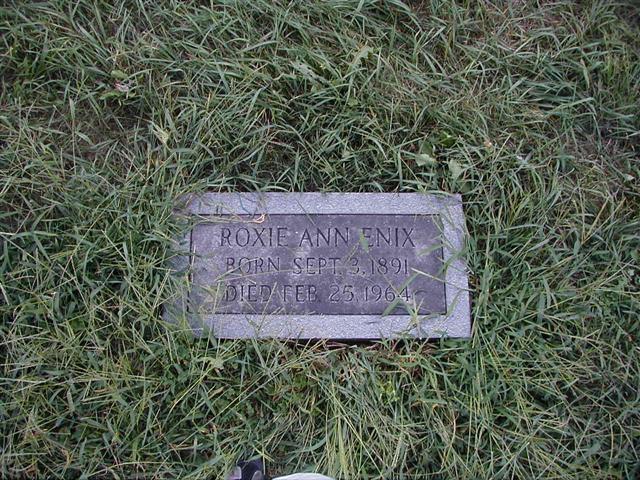 ROXIE ANN ENIX
BORN SEPT. 3, 1891
DIED FEB. 25, 1964